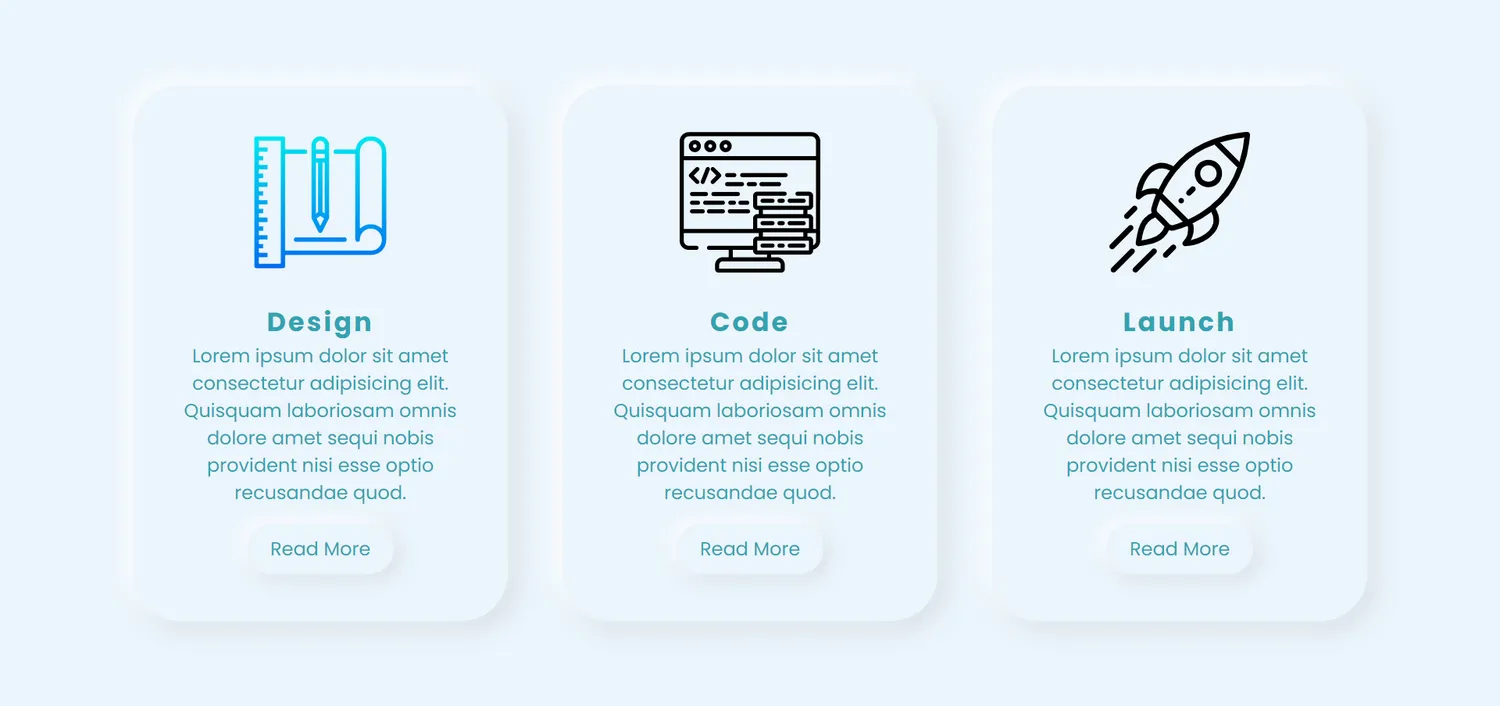 Design
Lorem ipsum dolor sit amet
consectetur adipisicing elit.
Quisquam laboriosam omnis
dolore amet sequi nobis
provident nisi esse optio
recusandae quod.
Read More
Code
Lorem ipsum dolor sit amet
consectetur adipisicing elit.
Quisquam laboriosam omnis
dolore amet sequi nobis
provident nisi esse optio
recusandae quod.
Read More
Launch
Lorem ipsum dolor sit amet
consectetur adipisicing elit.
Quisquam laboriosam omnis
dolore amet sequi nobis
provident nisi esse optio
recusandae quod.
Read More